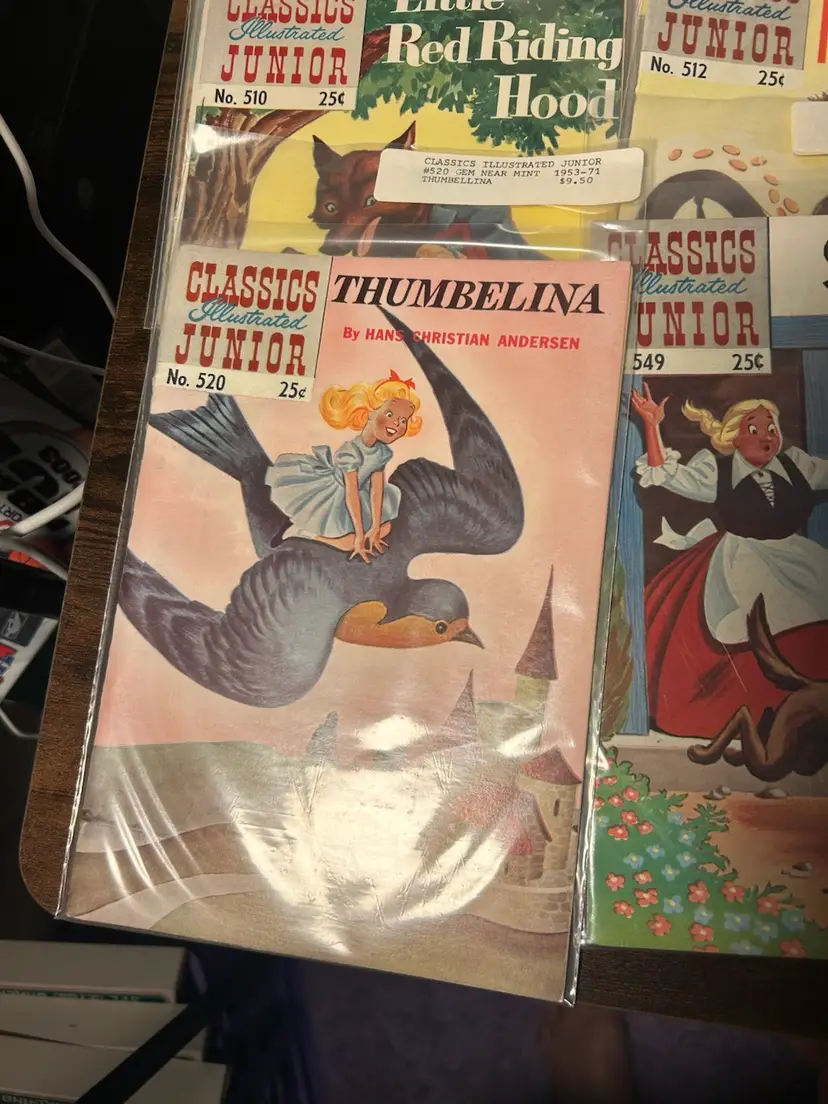 CLASSICS
Illustrated
JUNIOR
No. 510 25¢
Little
Red Riding
Hood
Illustrated
JUNIOR
No. 512 25¢
CLASSICS ILLUSTRATED JUNIOR
#520 GEM NEAR MINT 1953-71
THUMBELLINA $9.50
CLASSICS
Illustrated
JUNIOR
No. 520 25¢
THUMBELINA
By HANS CHRISTIAN ANDERSEN
CLASSICS
Illustrated
JUNIOR
549 25¢